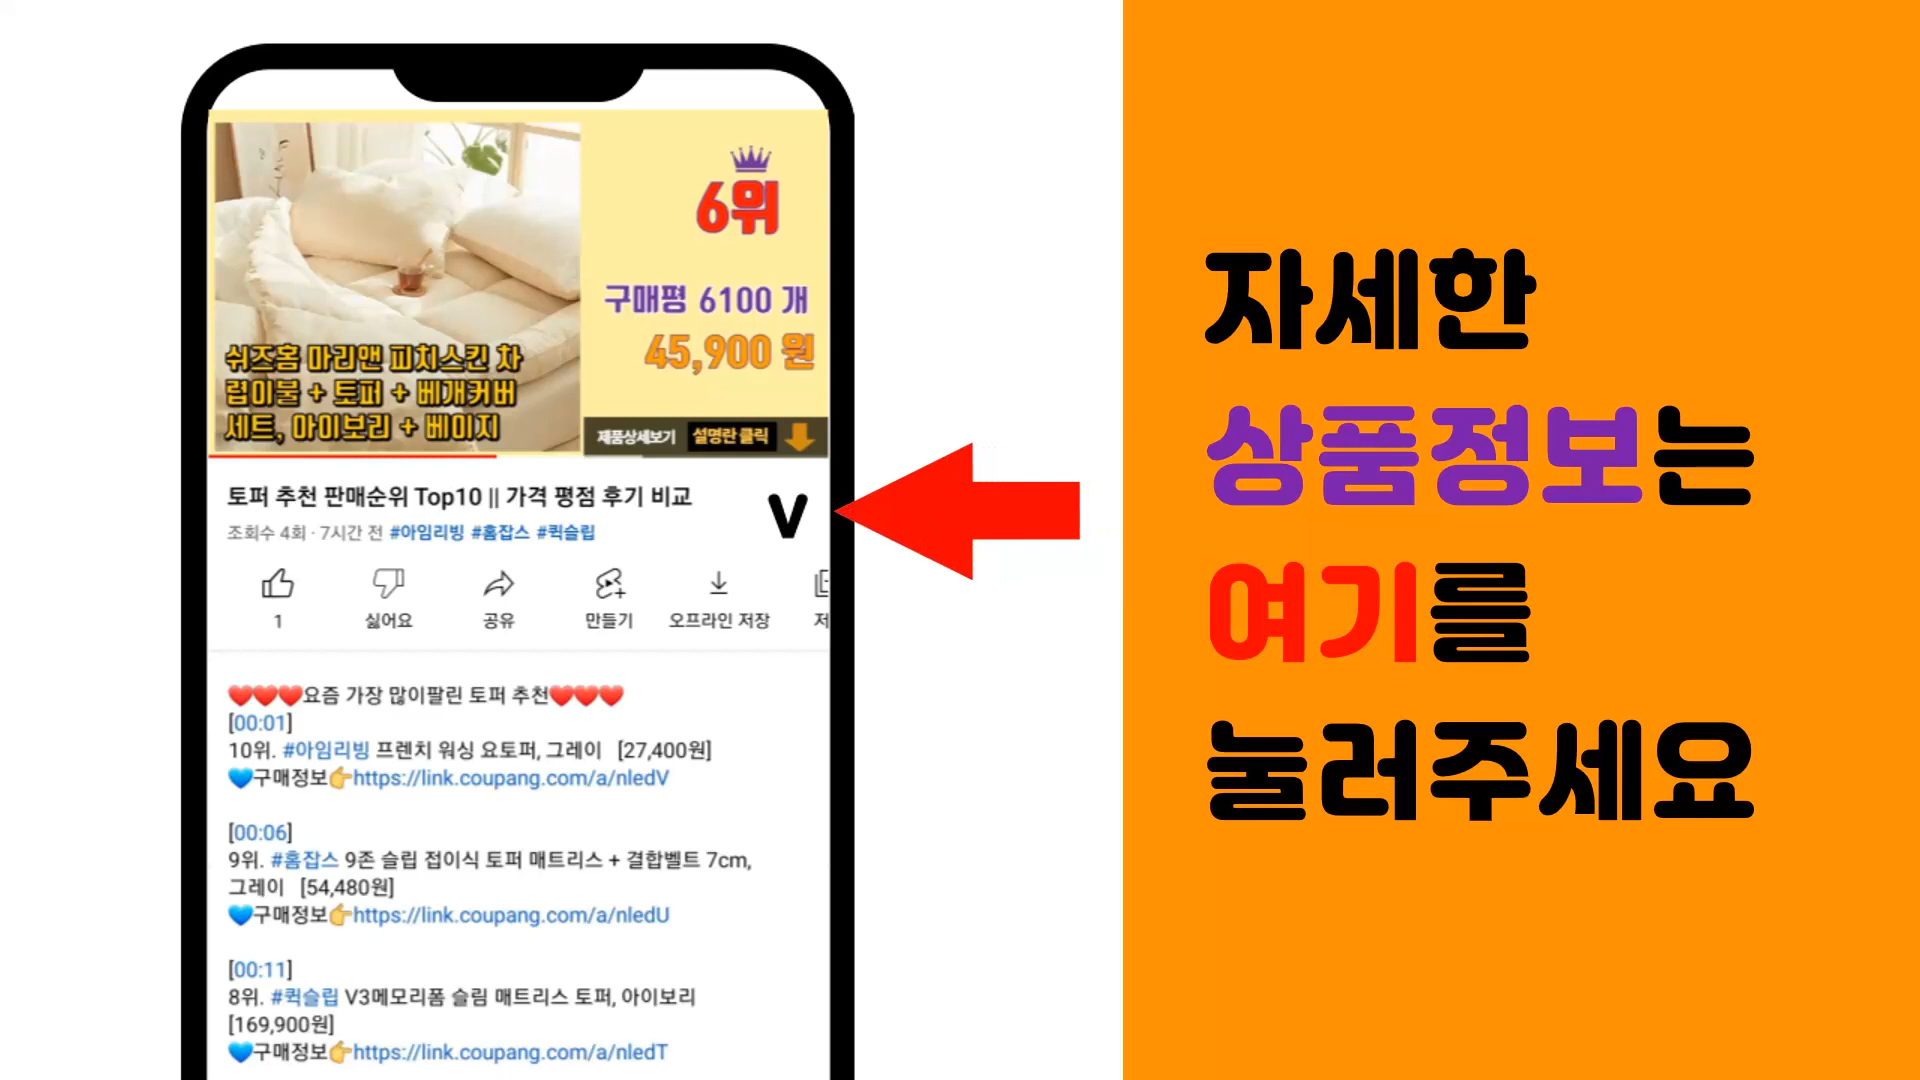 6위
구매평 6100 개
45,900 원
쉬즈홈 마리앤 피치스킨 차
렵이불 + 토퍼 + 베개커버
세트, 아이보리 + 베이지
제품상세보기 설명란 클릭
토퍼 추천 판매순위 Top10 || 가격 평점 후기 비교
V
조회수 4회 · 7시간 전 #아임리빙 #홈잡스 #퀵슬립
1 싫어요 공유 만들기 오프라인 저장 저
❤️❤️❤️요즘 가장 많이팔린 토퍼 추천❤️❤️❤️
[00:01]
10위. #아임리빙 프렌치 워싱 요토퍼, 그레이 [27,400원]
💙구매정보👉https://link.coupang.com/a/nledV
[00:06]
9위. #홈잡스 9존 슬립 접이식 토퍼 매트리스 + 결합벨트 7cm,
그레이 [54,480원]
💙구매정보👉https://link.coupang.com/a/nledU
[00:11]
8위. #퀵슬립 V3메모리폼 슬림 매트리스 토퍼, 아이보리
[169,900원]
💙구매정보👉https://link.coupang.com/a/nledT
자세한
상품정보는
여기를
눌러주세요